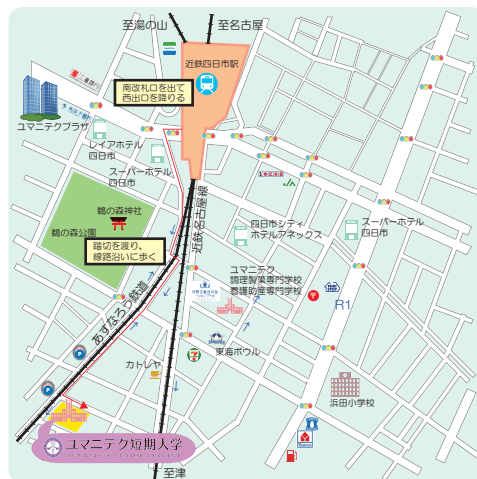 至湯の山
至名古屋
近鉄四日市駅
南改札口を出て
西出口を降りる
ユマニテクプラザ
レイアホテル
四日市
スーパーホテル
四日市
鵜の森神社
鵜の森公園
近鉄名古屋線
四日市シティ
ホテルアネックス
スーパーホテル
四日市
踏切を渡り、
線路沿いに歩く
ユマニテク
調理製菓専門学校
看護助産専門学校
R1
あすなろう鉄道
東海ボウル
カトレヤ
浜田小学校
ユマニテク短期大学
至津